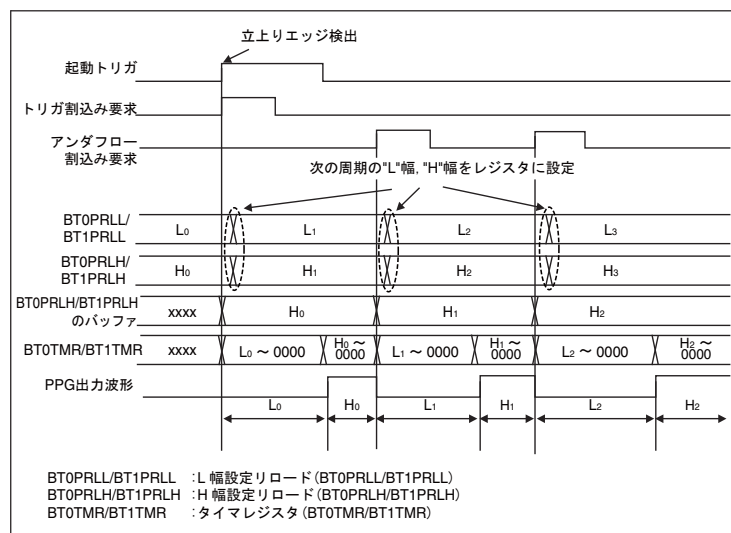 立上りエッジ検出
起動トリガ
トリガ割込み要求
アンダフロー
割込み要求
次の周期の"L"幅, "H"幅をレジスタに設定
BT0PRLL/
BT1PRLL
L0
L1
L2
L3
BT0PRLH/
BT1PRLH
H0
H1
H2
H3
BT0PRLH/BT1PRLH
のバッファ
xxxx
H0
H1
H2
BT0TMR/BT1TMR
xxxx
L0 ~ 0000
H0 ~
0000
L1 ~ 0000
H1 ~
0000
L2 ~ 0000
H2 ~
0000
PPG出力波形
L0
H0
L1
H1
L2
H2
BT0PRLL/BT1PRLL :L 幅設定リロード(BT0PRLL/BT1PRLL)
BT0PRLH/BT1PRLH :H 幅設定リロード(BT0PRLH/BT1PRLH)
BT0TMR/BT1TMR :タイマレジスタ(BT0TMR/BT1TMR)